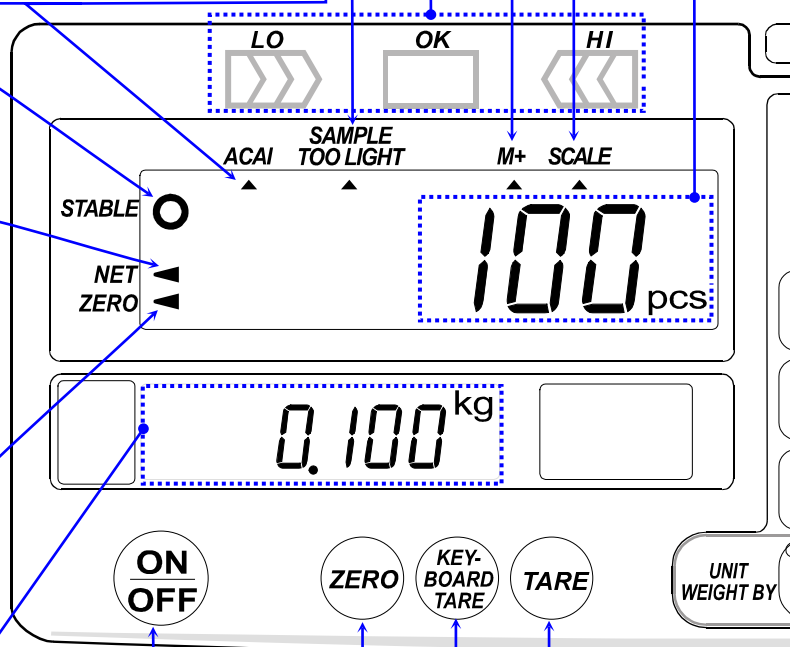 LO OK HI
SAMPLE
ACAI TOO LIGHT M+ SCALE
STABLE
100 pcs
NET
ZERO
0.100 kg
ON
OFF
ZERO
KEY-
BOARD
TARE
TARE
UNIT
WEIGHT BY